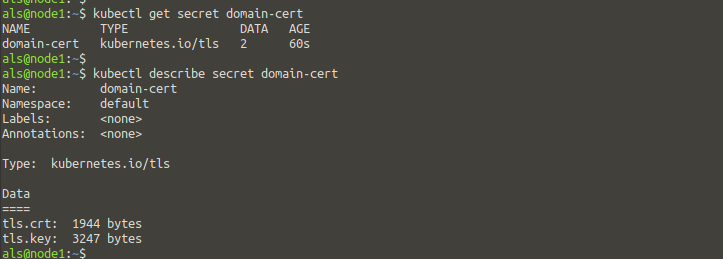 als@node1:~$
als@node1:~$ kubectl get secret domain-cert
NAME          TYPE                DATA   AGE
domain-cert   kubernetes.io/tls   2      60s
als@node1:~$
als@node1:~$ kubectl describe secret domain-cert
Name:         domain-cert
Namespace:    default
Labels:       <none>
Annotations:  <none>

Type:  kubernetes.io/tls

Data
====
tls.crt:  1944 bytes
tls.key:  3247 bytes
als@node1:~$